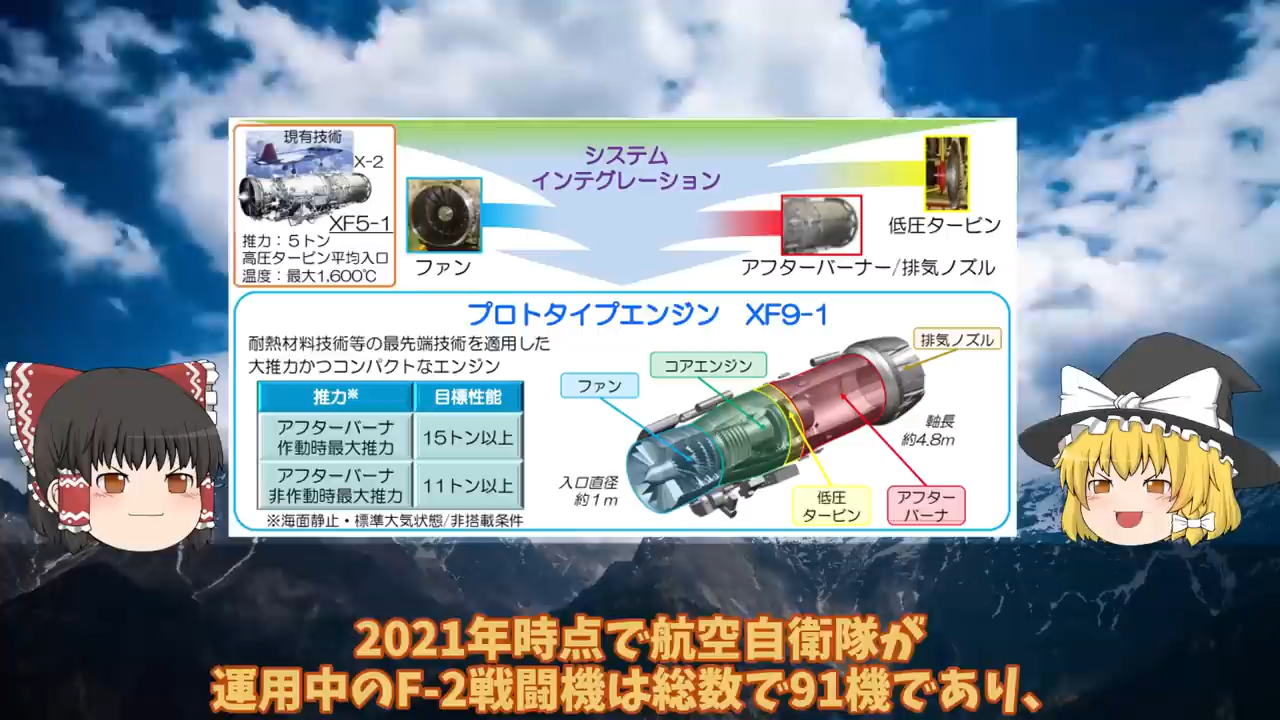 現有技術
X-2
XF5-1
推力：５トン
高圧タービン平均入口
温度：最大1,600℃
ファン
システム
インテグレーション
アフターバーナー/排気ノズル
低圧タービン
プロトタイプエンジン　XF9-1
耐熱材料技術等の最先端技術を適用した
大推力かつコンパクトなエンジン
推力※
目標性能
アフターバーナ
作動時最大推力
15トン以上
アフターバーナ
非作動時最大推力
11トン以上
※海面静止・標準大気状態/非搭載条件
ファン
コアエンジン
排気ノズル
軸長
約4.8m
入口直径
約１ｍ
低圧
タービン
アフター
バーナ
2021年時点で航空自衛隊が
運用中のF-2戦闘機は総数で91機であり、